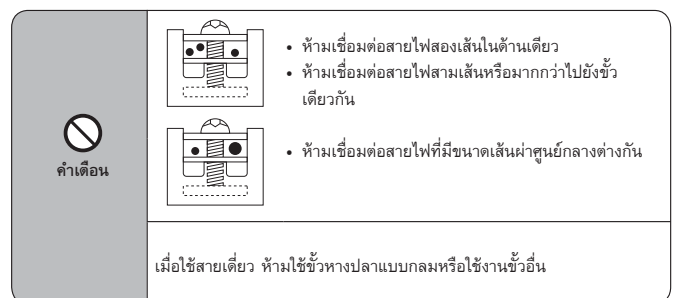 คำเตือน
• ห้ามเชื่อมต่อสายไฟสองเส้นในด้านเดียว
• ห้ามเชื่อมต่อสายไฟสามเส้นหรือมากกว่าไปยังขั้ว
เดียวกัน
• ห้ามเชื่อมต่อสายไฟที่มีขนาดเส้นผ่าศูนย์กลางต่างกัน
เมื่อใช้สายเดี่ยว ห้ามใช้ขั้วหางปลาแบบกลมหรือใช้งานขั้วอื่น